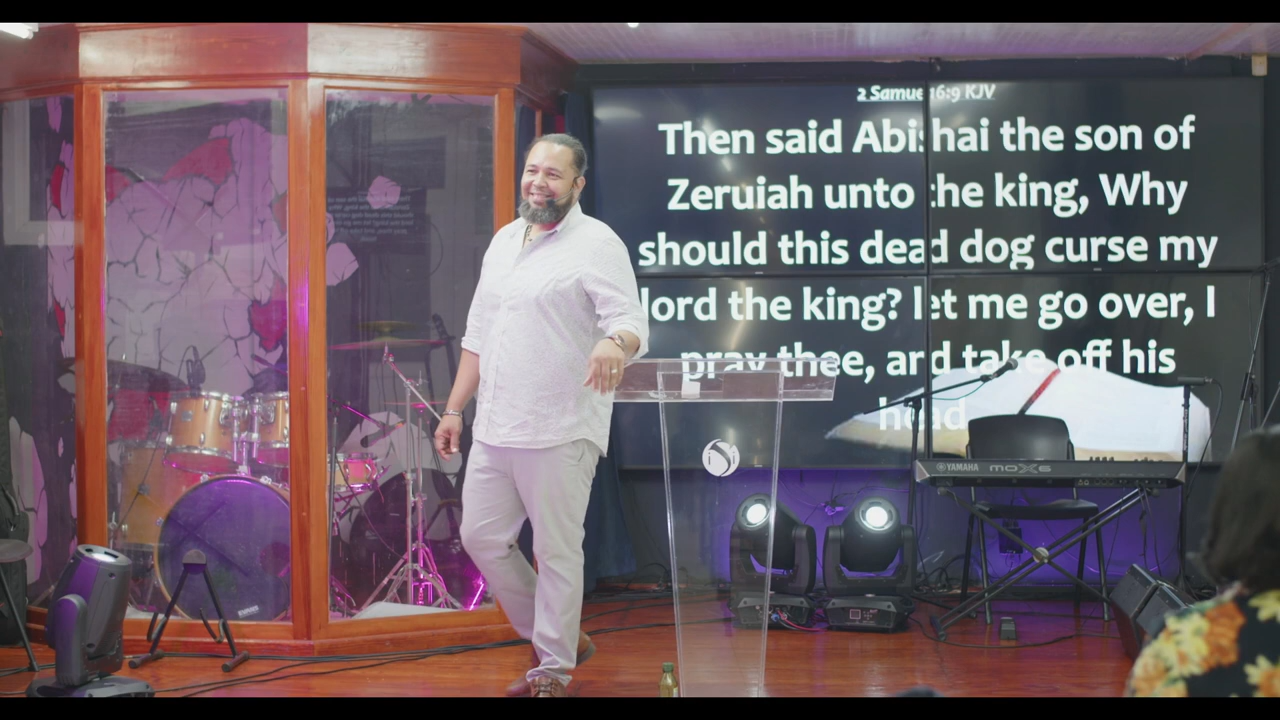 2 Samuel 16:9 KJV
Then said Abishai the son of
Zeruiah unto the king, Why
should this dead dog curse my
lord the king? let me go over, I
pray thee, and take off his
head
YAMAHA MOX6